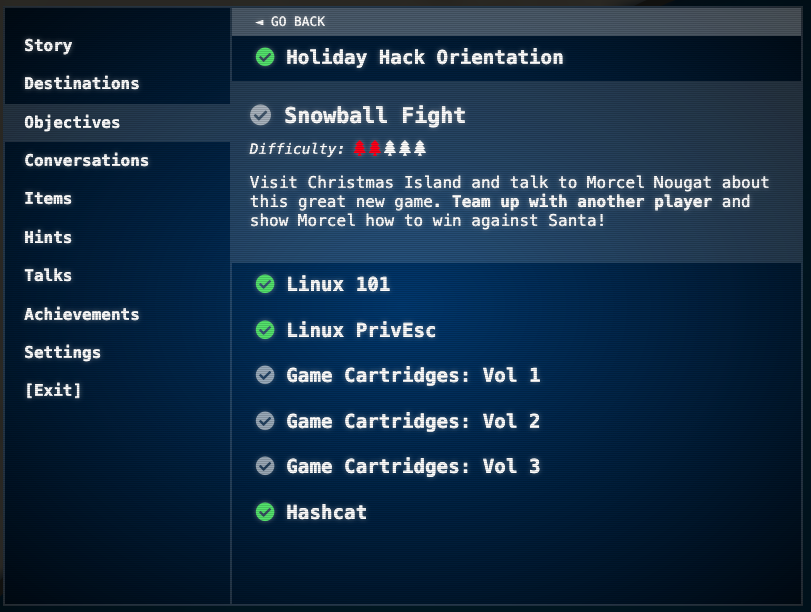 ◄ GO BACK
Story
Destinations
Objectives
Conversations
Items
Hints
Talks
Achievements
Settings
[Exit]
Holiday Hack Orientation
Snowball Fight
Difficulty:
Visit Christmas Island and talk to Morcel Nougat about
this great new game. Team up with another player and
show Morcel how to win against Santa!
Linux 101
Linux PrivEsc
Game Cartridges: Vol 1
Game Cartridges: Vol 2
Game Cartridges: Vol 3
Hashcat